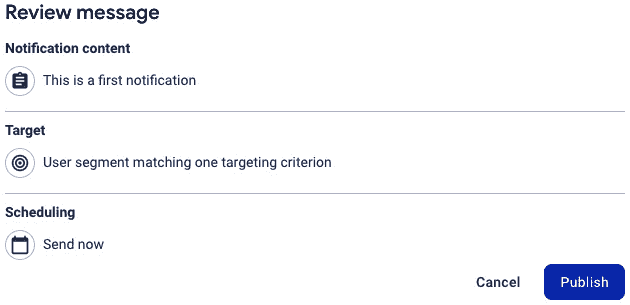 Review message
Notification content
This is a first notification
Target
User segment matching one targeting criterion
Scheduling
Send now
Cancel Publish